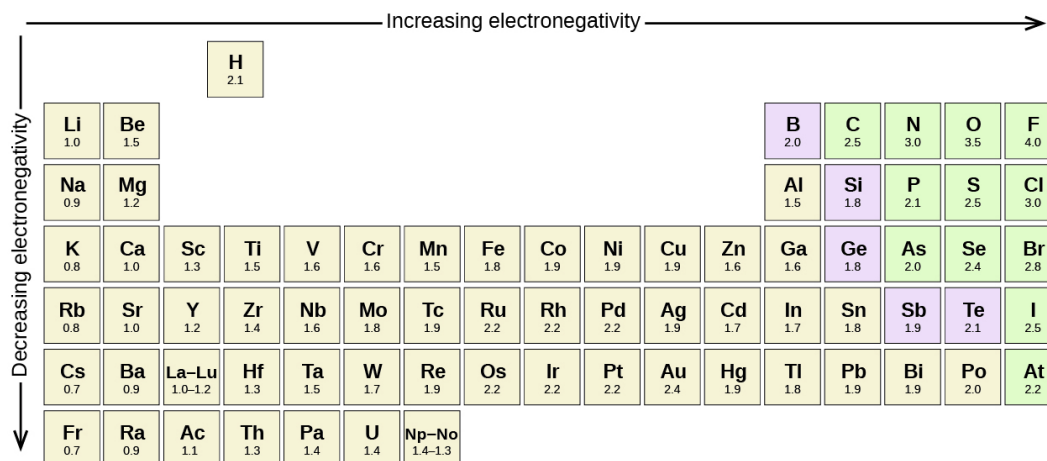 Increasing electronegativity
Decreasing electronegativity
H
2.1
Li Be B C N O F
1.0 1.5 2.0 2.5 3.0 3.5 4.0
Na Mg Al Si P S Cl
0.9 1.2 1.5 1.8 2.1 2.5 3.0
K Ca Sc Ti V Cr Mn Fe Co Ni Cu Zn Ga Ge As Se Br
0.8 1.0 1.3 1.5 1.6 1.6 1.5 1.8 1.9 1.9 1.9 1.6 1.6 1.8 2.0 2.4 2.8
Rb Sr Y Zr Nb Mo Tc Ru Rh Pd Ag Cd In Sn Sb Te I
0.8 1.0 1.2 1.4 1.6 1.8 1.9 2.2 2.2 2.2 1.9 1.7 1.7 1.8 1.9 2.1 2.5
Cs Ba La–Lu Hf Ta W Re Os Ir Pt Au Hg Tl Pb Bi Po At
0.7 0.9 1.0–1.2 1.3 1.5 1.7 1.9 2.2 2.2 2.2 2.4 1.9 1.8 1.9 1.9 2.0 2.2
Fr Ra Ac Th Pa U Np–No
0.7 0.9 1.1 1.3 1.4 1.4 1.4–1.3